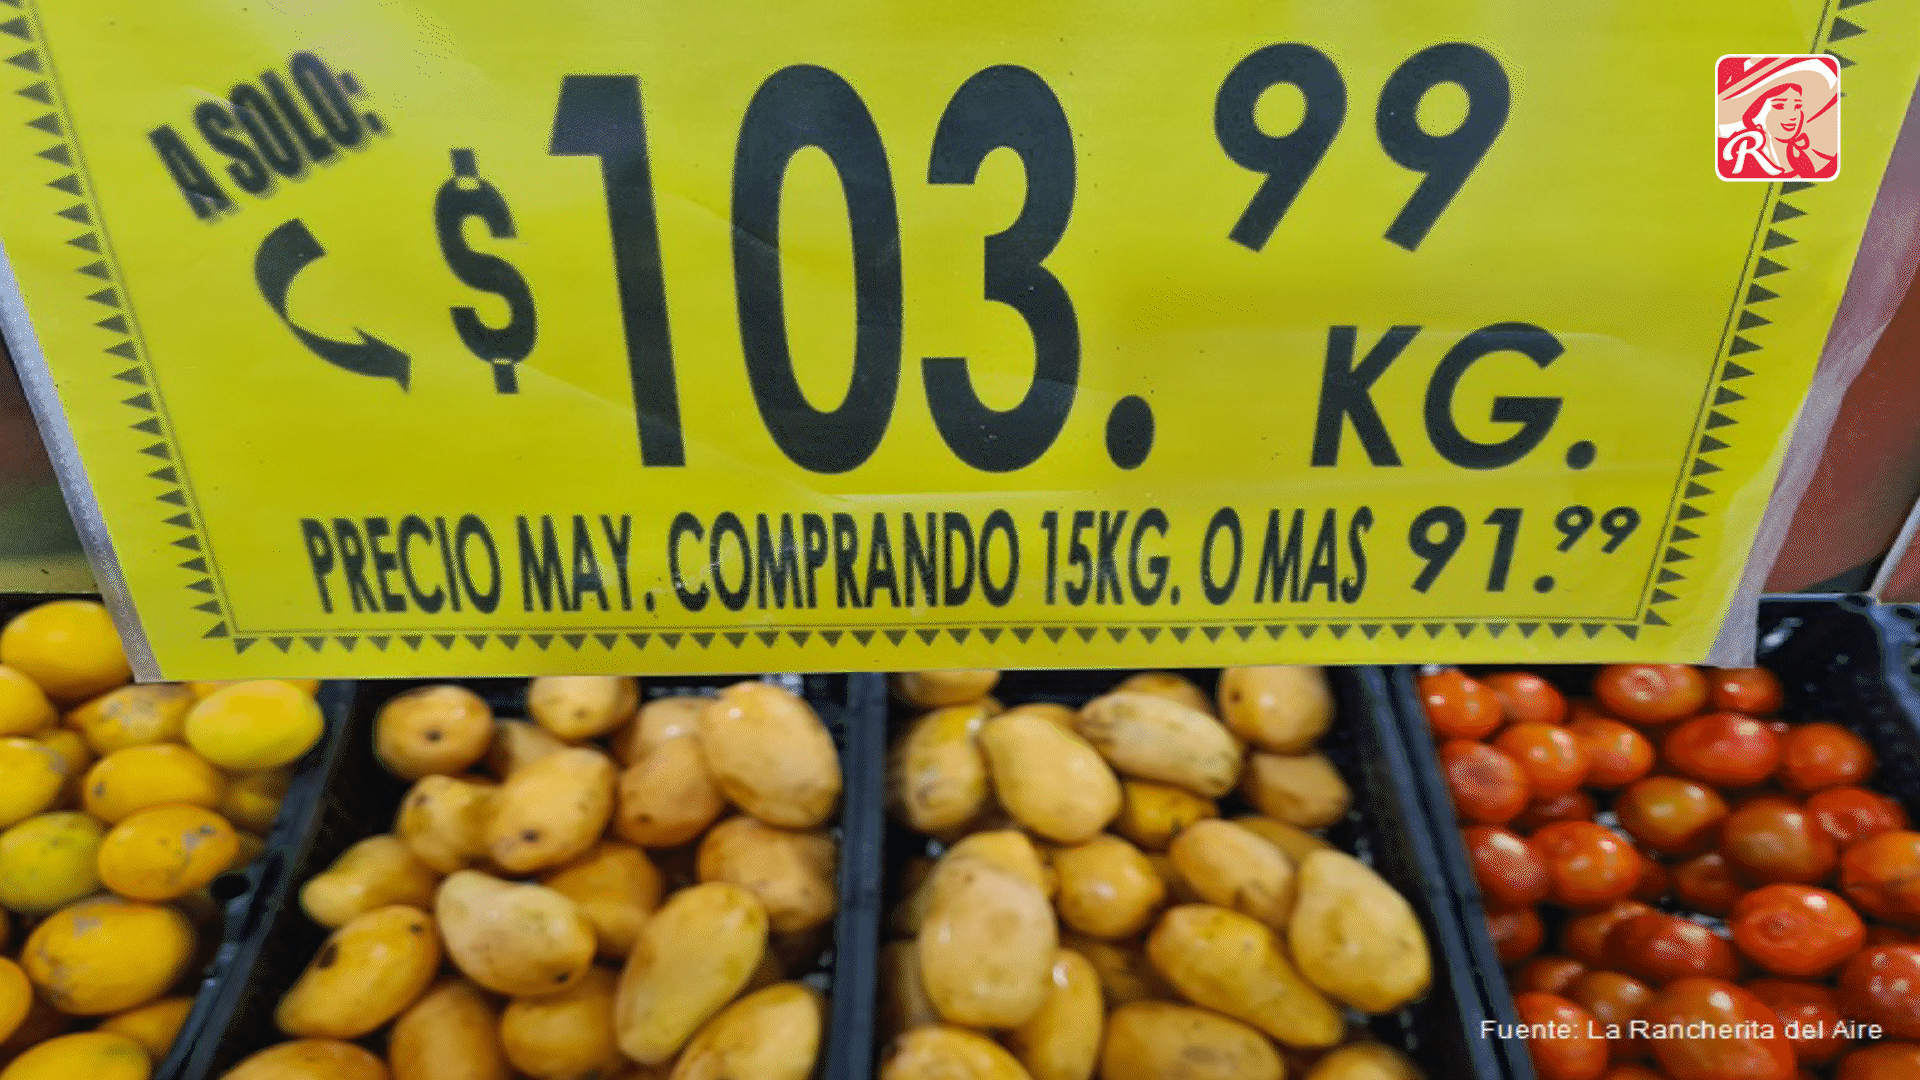 A SOLO:
$103.99
KG.
PRECIO MAY. COMPRANDO 15KG. O MAS 91.99
R
Fuente: La Rancherita del Aire